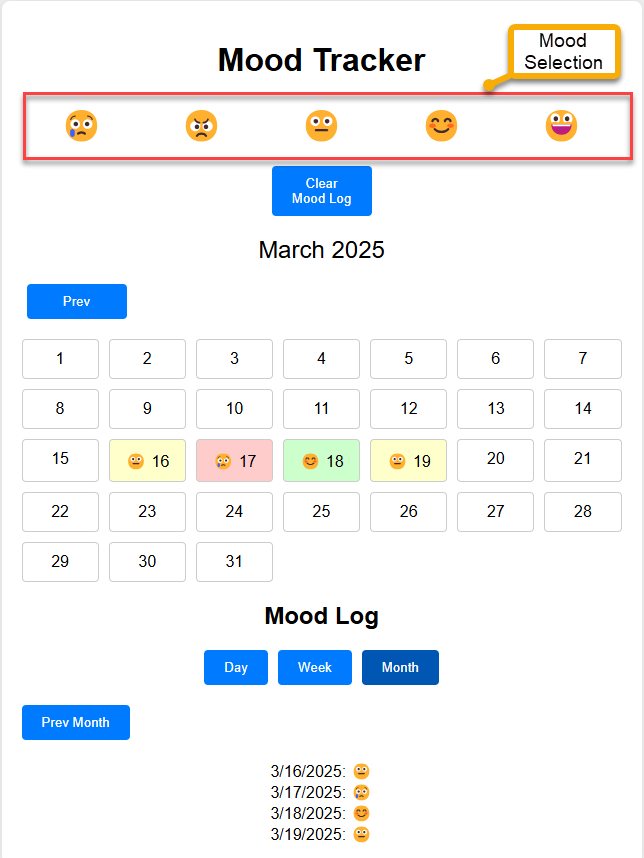 Mood Tracker
Mood
Selection
Clear
Mood Log
March 2025
Prev
1 2 3 4 5 6 7
8 9 10 11 12 13 14
15 16 17 18 19 20 21
22 23 24 25 26 27 28
29 30 31
Mood Log
Day Week Month
Prev Month
3/16/2025: 😐
3/17/2025: 😢
3/18/2025: 😊
3/19/2025: 😐